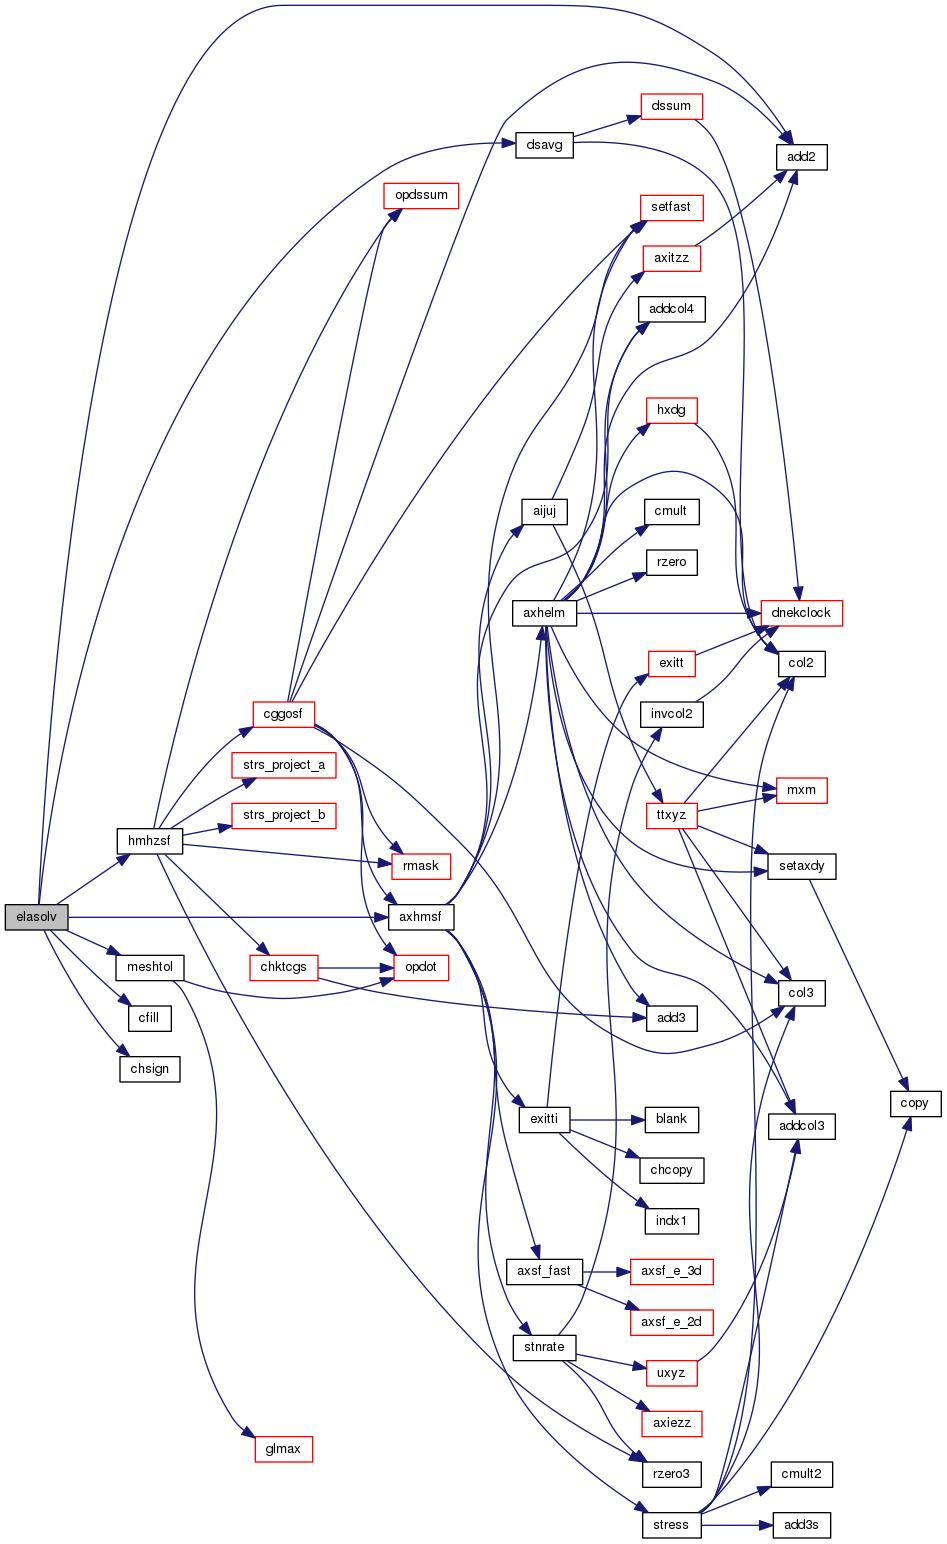 dssum
dsavg
add2
opdssum
setfast
axitzz
addcol4
hxdg
aijuj
cmult
rzero
axhelm
dnekclock
exitt
col2
invcol2
cggosf
strs_project_a
mxm
strs_project_b
ttxyz
hmhzsf
rmask
setaxdy
elasolv
axhmsf
meshtol
chktcgs
opdot
col3
cfill
add3
chsign
copy
exitti
blank
addcol3
chcopy
indx1
axsf_fast
axsf_e_3d
axsf_e_2d
stnrate
uxyz
axiezz
glmax
rzero3
cmult2
stress
add3s